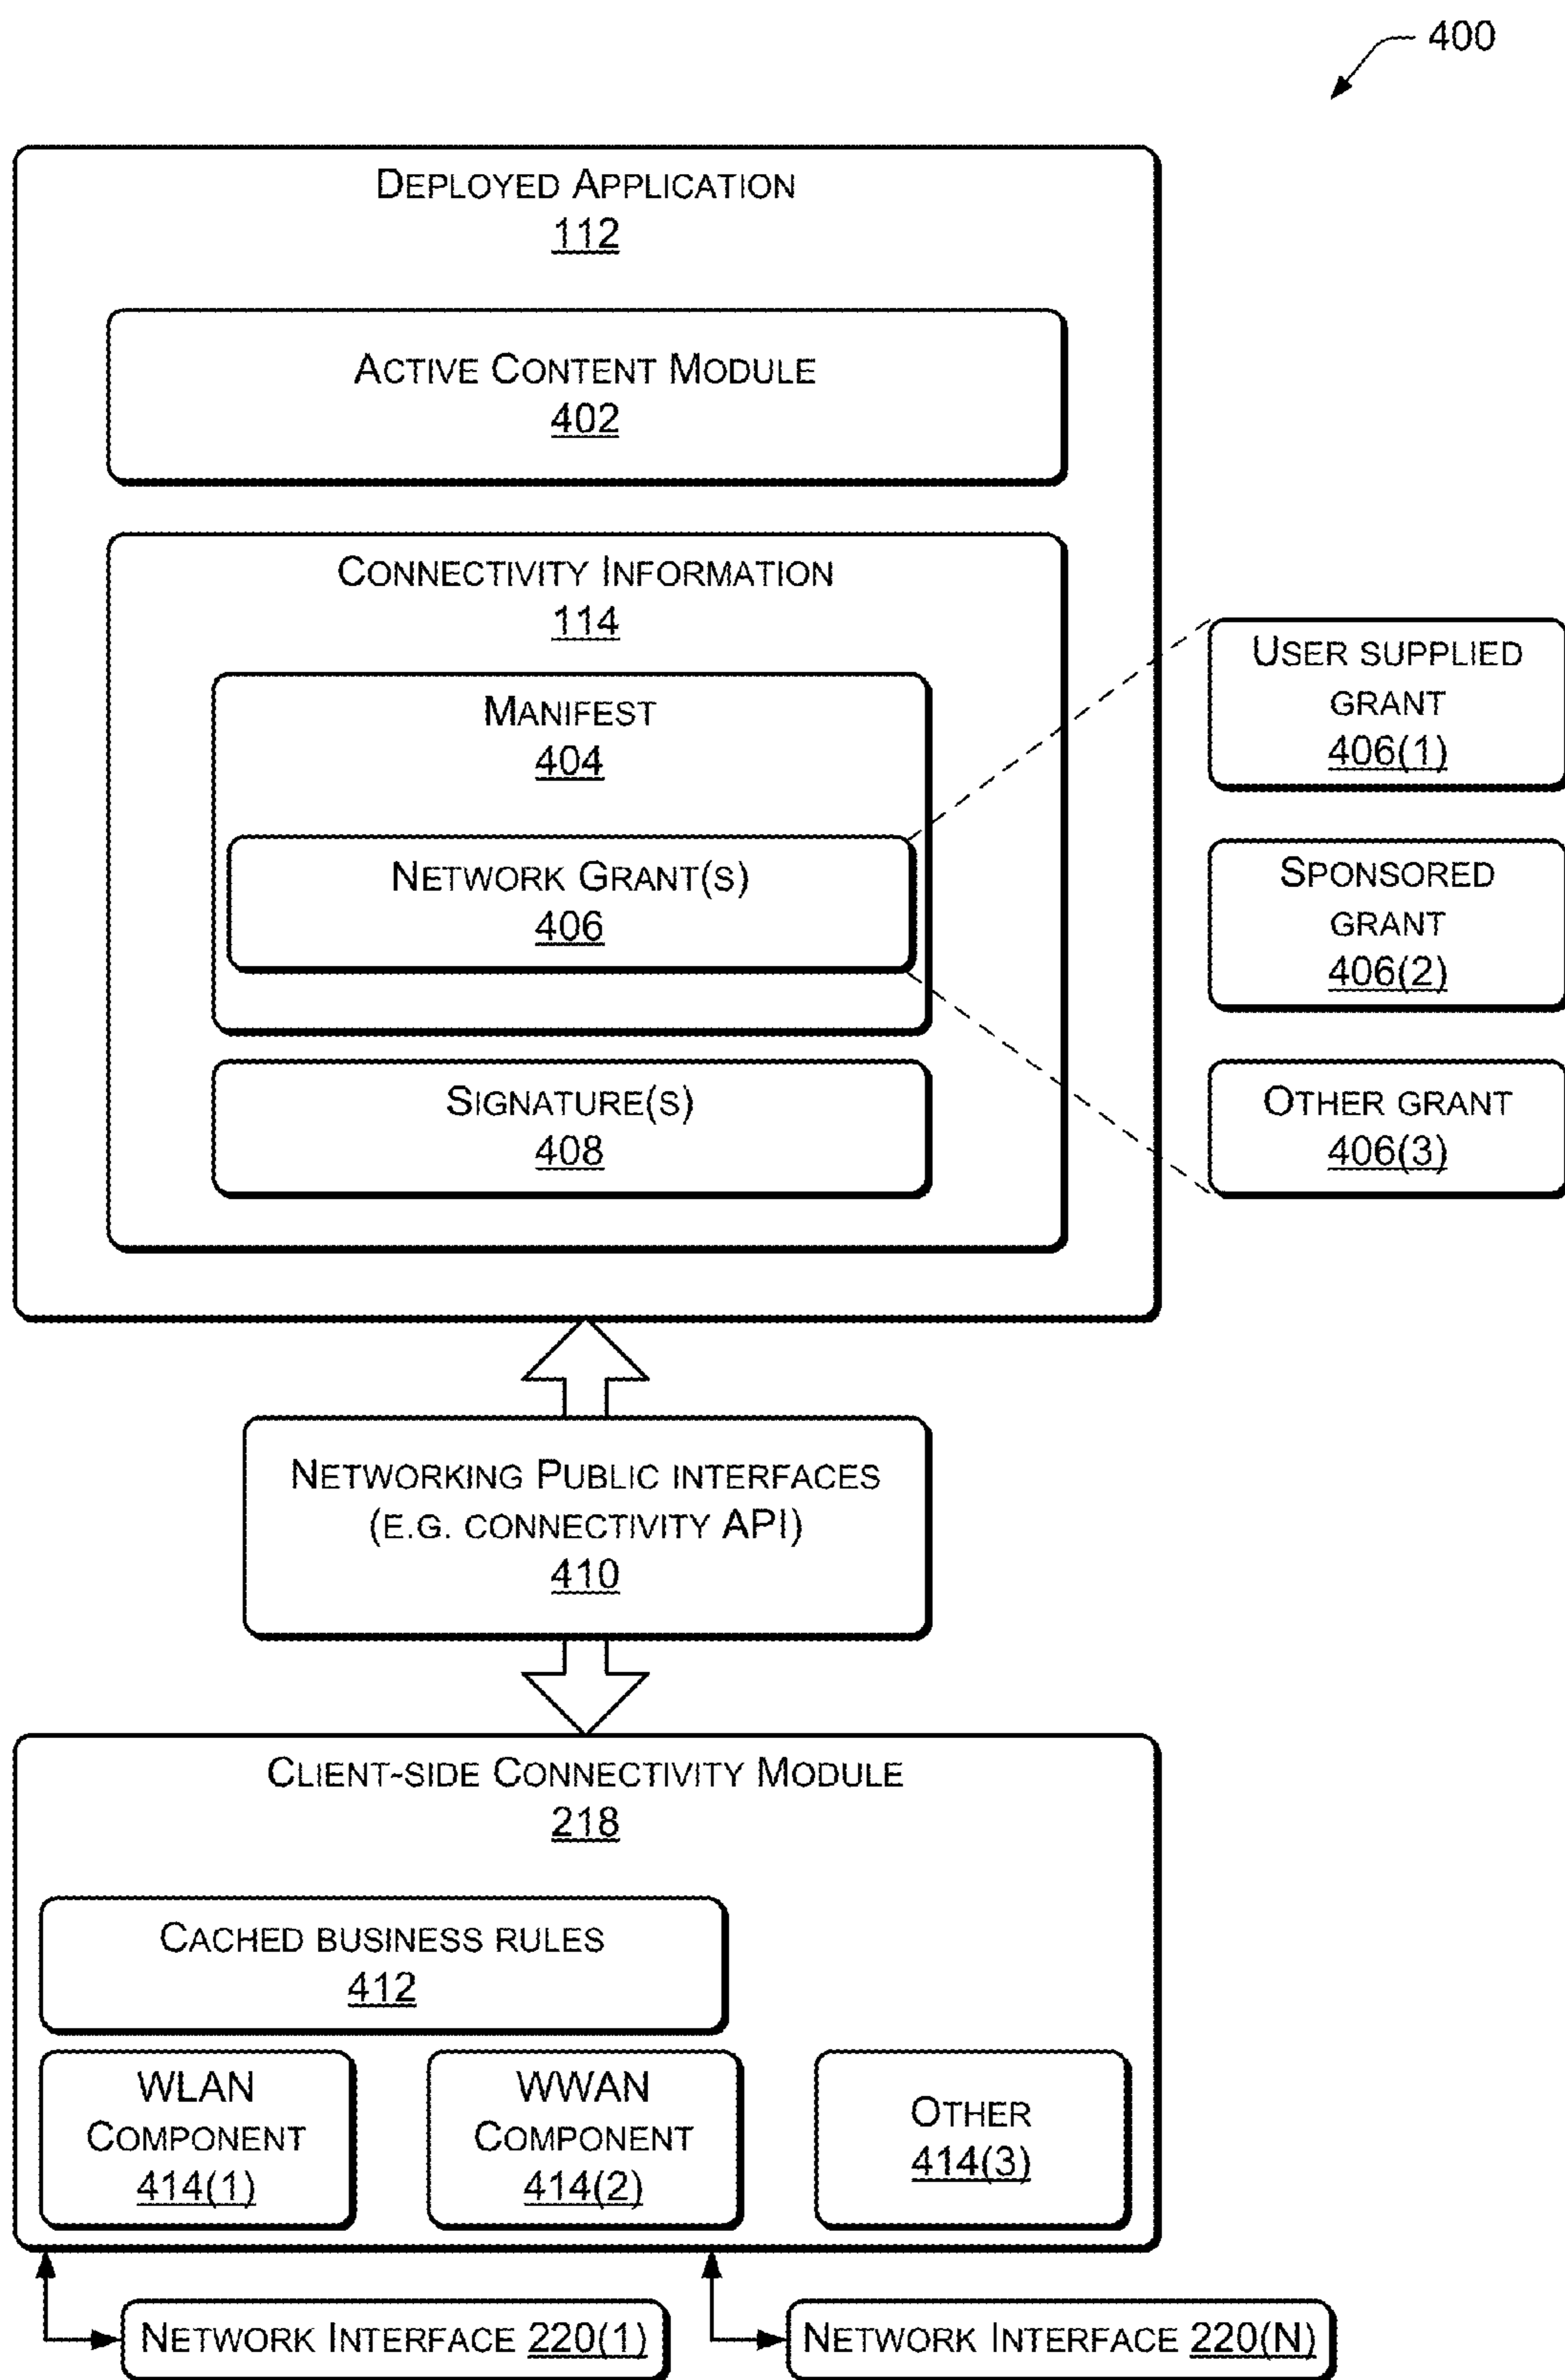 400
DEPLOYED APPLICATION
112
ACTIVE CONTENT MODULE
402
CONNECTIVITY INFORMATION
114
MANIFEST
404
NETWORK GRANT(S)
406
SIGNATURE(S)
408
USER SUPPLIED
GRANT
406(1)
SPONSORED
GRANT
406(2)
OTHER GRANT
406(3)
NETWORKING PUBLIC INTERFACES
(E.G. CONNECTIVITY API)
410
CLIENT-SIDE CONNECTIVITY MODULE
218
CACHED BUSINESS RULES
412
WLAN
COMPONENT
414(1)
WWAN
COMPONENT
414(2)
OTHER
414(3)
NETWORK INTERFACE 220(1)
NETWORK INTERFACE 220(N)